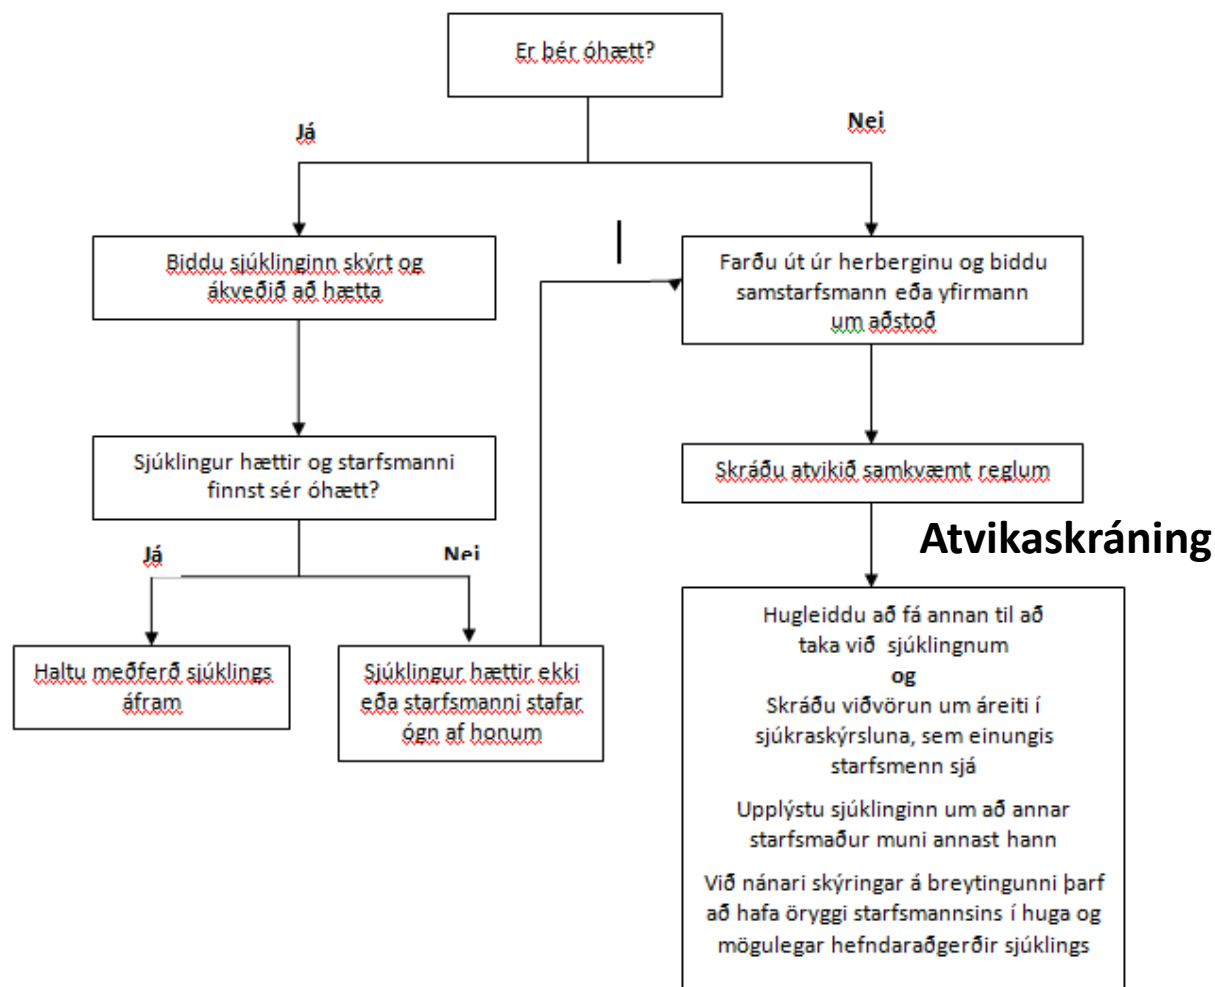 Er þér óhætt?
Já
Nei
Biddu sjúklinginn skýrt og
ákveðið að hætta
Farðu út úr herberginu og biddu
samstarfsmann eða yfirmann
um aðstoð
Sjúklingur hættir og starfsmanni
finnst sér óhætt?
Skráðu atvikið samkvæmt reglum
Atvikaskráning
Já
Nei
Haltu meðferð sjúklings
áfram
Sjúklingur hættir ekki
eða starfsmanni stafar
ógn af honum
Hugleiddu að fá annan til að
taka við sjúklingnum
og
Skráðu viðvörun um áreiti í
sjúkraskýrsluna, sem einungis
starfsmenn sjá
Upplýstu sjúklinginn um að annar
starfsmaður muni annast hann
Við nánari skýringar á breytingunni þarf
að hafa öryggi starfsmannsins í huga og
mögulegar hefndaraðgerðir sjúklings